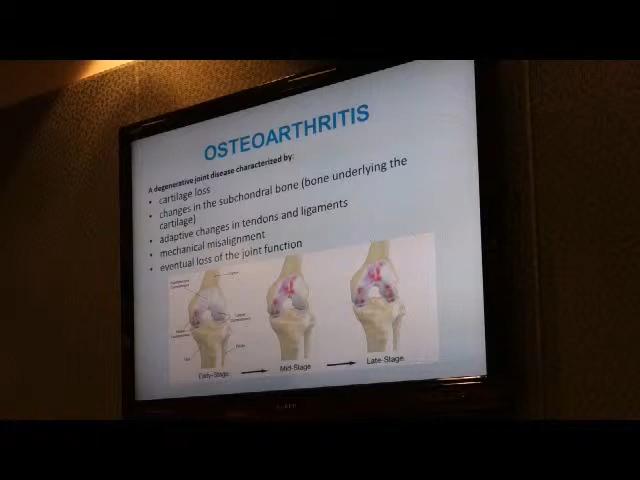 OSTEOARTHRITIS
A degenerative joint disease characterized by:
• cartilage loss
• changes in the subchondral bone (bone underlying the
cartilage)
• adaptive changes in tendons and ligaments
• mechanical misalignment
• eventual loss of the joint function
Early-Stage
Mid-Stage
Late-Stage